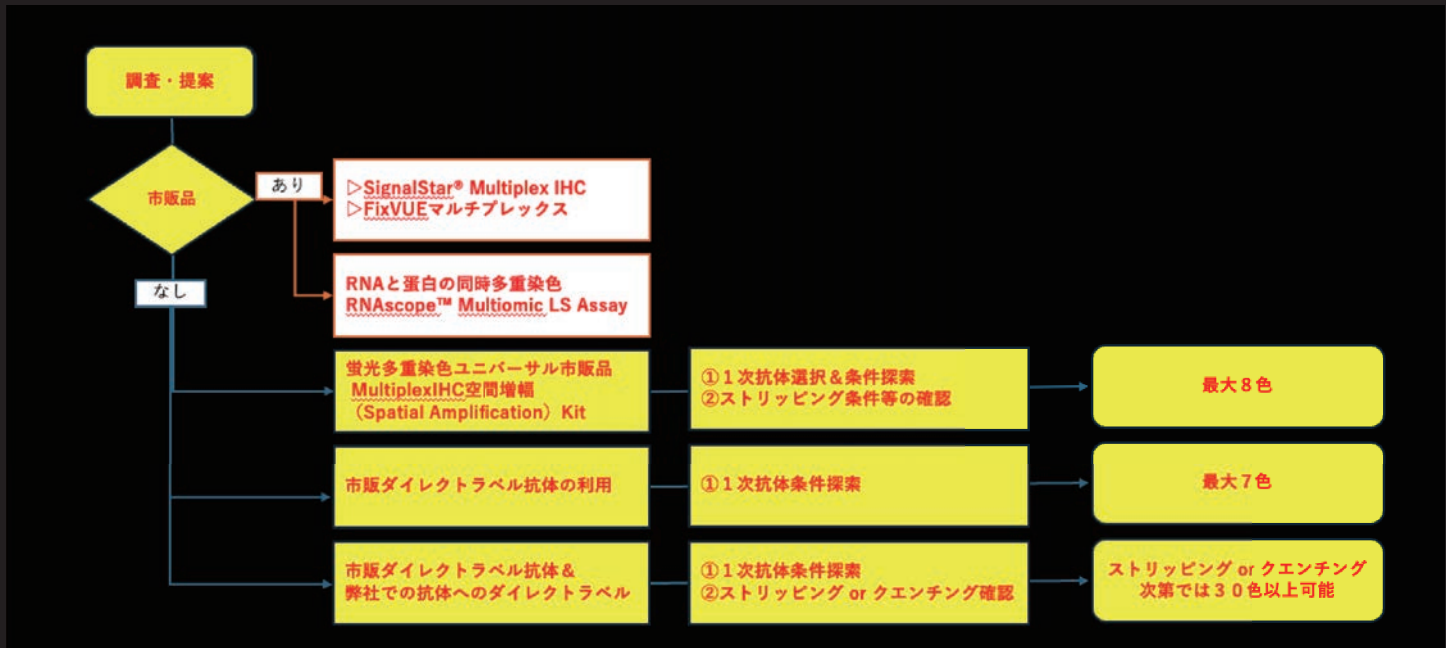 調査・提案
市販品
あり
▷SignalStar® Multiplex IHC
▷FixVUEマルチプレックス
RNAと蛋白の同時多重染色
RNAscope™ Multiomic LS Assay
なし
蛍光多重染色ユニバーサル市販品
MultiplexIHC空間増幅
（Spatial Amplification）Kit
①１次抗体選択＆条件探索
②ストリッピング条件等の確認
最大８色
市販ダイレクトラベル抗体の利用
①１次抗体条件探索
最大７色
市販ダイレクトラベル抗体＆
弊社での抗体へのダイレクトラベル
①１次抗体条件探索
②ストリッピング or クエンチング確認
ストリッピング or クエンチング
次第では３０色以上可能